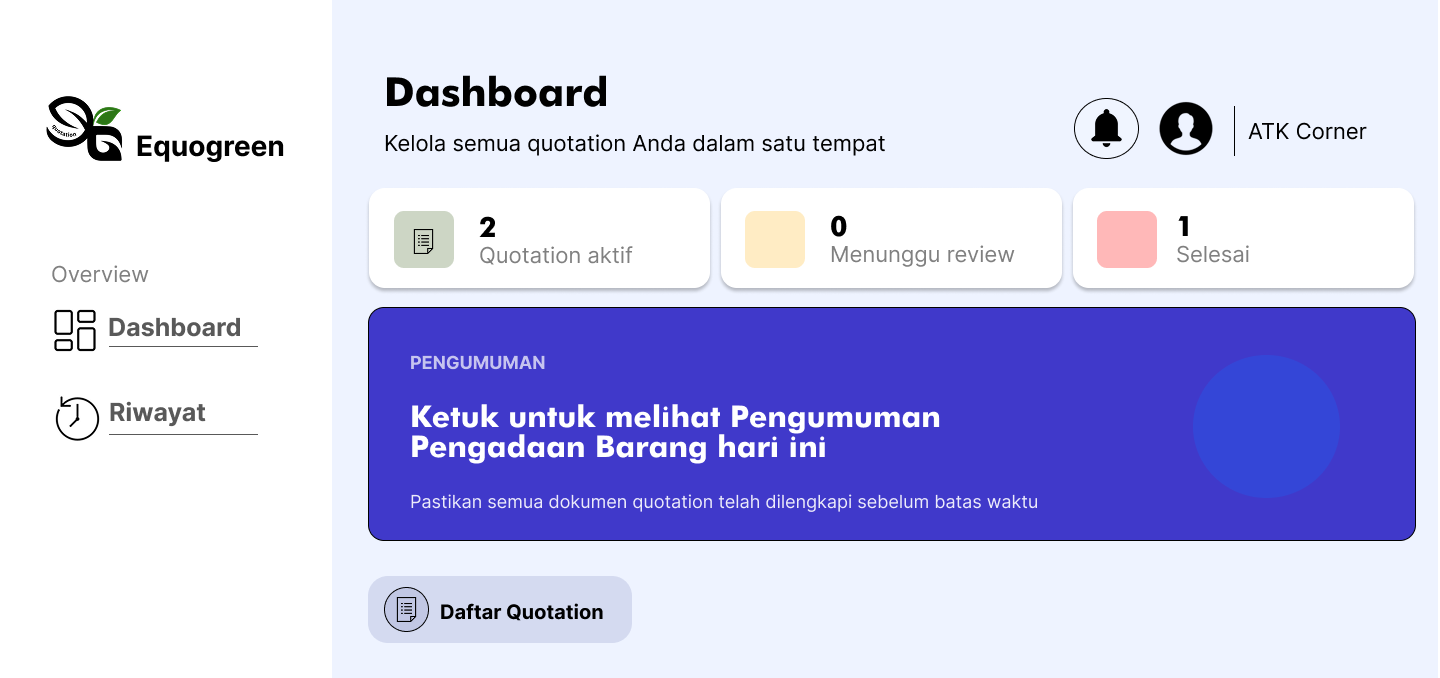 quotation
Equogreen
Overview
Dashboard
Riwayat
Dashboard
Kelola semua quotation Anda dalam satu tempat
ATK Corner
2
Quotation aktif
0
Menunggu review
1
Selesai
PENGUMUMAN
Ketuk untuk melihat Pengumuman
Pengadaan Barang hari ini
Pastikan semua dokumen quotation telah dilengkapi sebelum batas waktu
Daftar Quotation